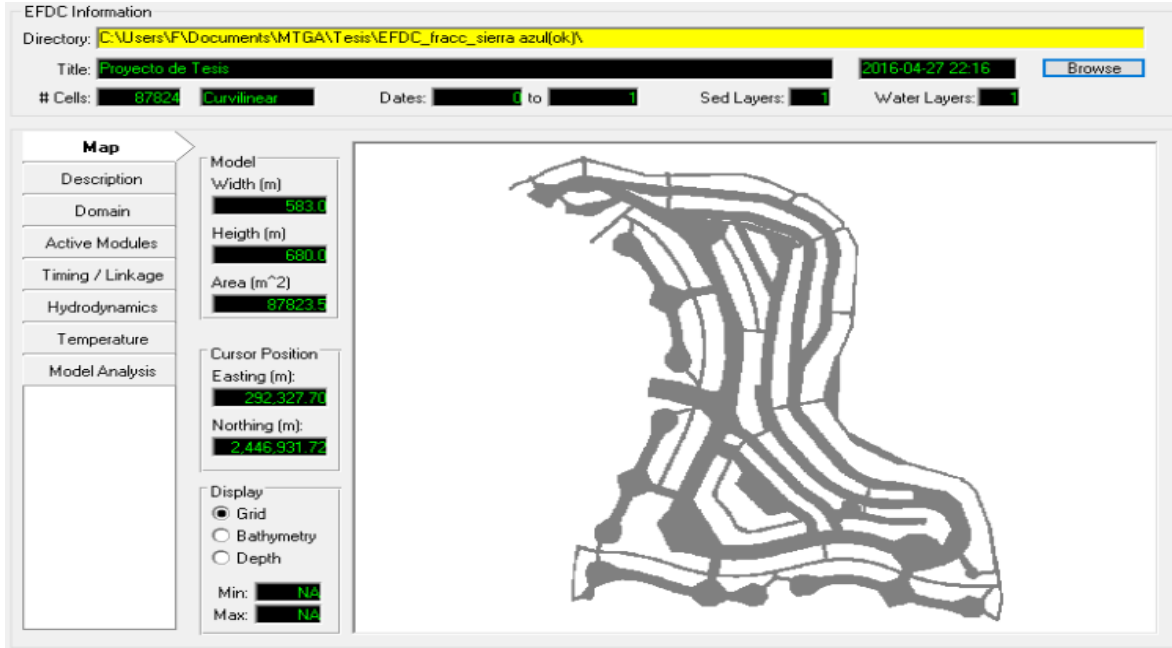 EFDC Information
Directory: C:\Users\F\Documents\MTGA\Tesis\EFDC_fracc_sierra azul(ok)\
Title: Proyecto de Tesis 2016-04-27 22:16 Browse
# Cells: 87824 Curvilinear Dates: 0 to 1 Sed Layers: 1 Water Layers: 1
Map
Description
Domain
Active Modules
Timing / Linkage
Hydrodynamics
Temperature
Model Analysis
Model
Width (m)
583.0
Heigth (m)
680.0
Area (m^2)
87823.5
Cursor Position
Easting (m):
292,327.70
Northing (m):
2,446,931.72
Display
Grid
Bathymetry
Depth
Min: NA
Max: NA